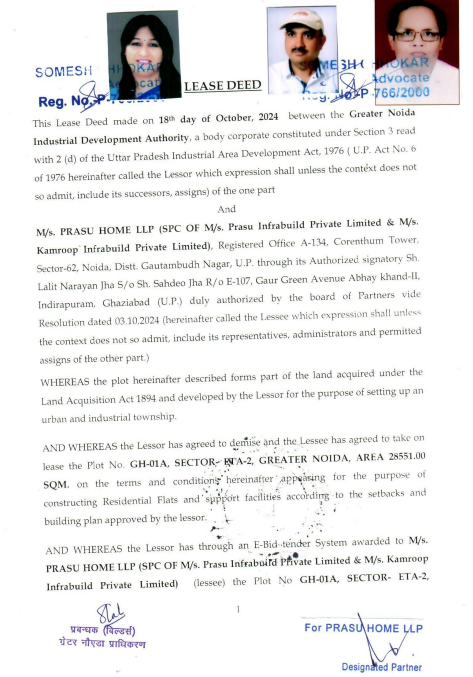 SOMESH CHHOKAR
Advocate
Reg. No.-P-766/2000
SOMESH CHHOKAR
Advocate
Reg. No.-P-766/2000
LEASE DEED
This Lease Deed made on 18th day of October, 2024 between the Greater Noida
Industrial Development Authority, a body corporate constituted under Section 3 read
with 2 (d) of the Uttar Pradesh Industrial Area Development Act, 1976 ( U.P. Act No. 6
of 1976 hereinafter called the Lessor which expression shall unless the context does not
so admit, include its successors, assigns) of the one part
And
M/s. PRASU HOME LLP (SPC OF M/s. Prasu Infrabuild Private Limited & M/s.
Kamroop Infrabuild Private Limited), Registered Office A-134, Corenthum Tower,
Sector-62, Noida, Distt. Gautambudh Nagar, U.P. through its Authorized signatory Sh.
Lalit Narayan Jha S/o Sh. Sahdeo Jha R/o E-107, Gaur Green Avenue Abhay khand-II,
Indirapuram, Ghaziabad (U.P.) duly authorized by the board of Partners vide
Resolution dated 03.10.2024 (hereinafter called the Lessee which expression shall unless
the context does not so admit, include its representatives, administrators and permitted
assigns of the other part.)
WHEREAS the plot hereinafter described forms part of the land acquired under the
Land Acquisition Act 1894 and developed by the Lessor for the purpose of setting up an
urban and industrial township.
AND WHEREAS the Lessor has agreed to demise and the Lessee has agreed to take on
lease the Plot No. GH-01A, SECTOR- ETA-2, GREATER NOIDA, AREA 28551.00
SQM. on the terms and conditions hereinafter appearing for the purpose of
constructing Residential Flats and support facilities according to the setbacks and
building plan approved by the lessor.
AND WHEREAS the Lessor has through an E-Bid tender System awarded to M/s.
PRASU HOME LLP (SPC OF M/s. Prasu Infrabuild Private Limited & M/s. Kamroop
Infrabuild Private Limited) (lessee) the Plot No GH-01A, SECTOR- ETA-2,
1
प्रबन्धक (बिल्डर्स)
ग्रेटर नौएडा प्राधिकरण
For PRASU HOME LLP
Designated Partner